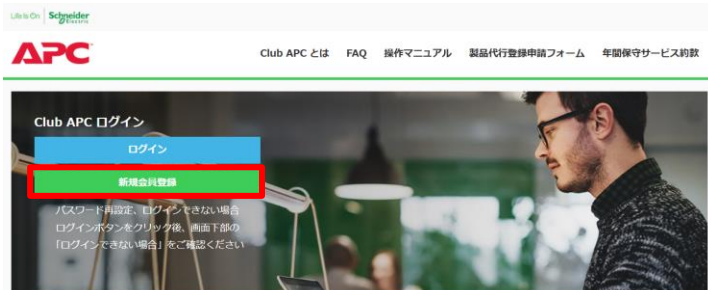 Life Is On Schneider Electric
APC
Club APC とは FAQ 操作マニュアル 製品代行登録申請フォーム 年間保守サービス約款
Club APC ログイン
ログイン
新規会員登録
パスワード再設定、ログインできない場合
ログインボタンをクリック後、画面下部の
「ログインできない場合」をご確認ください